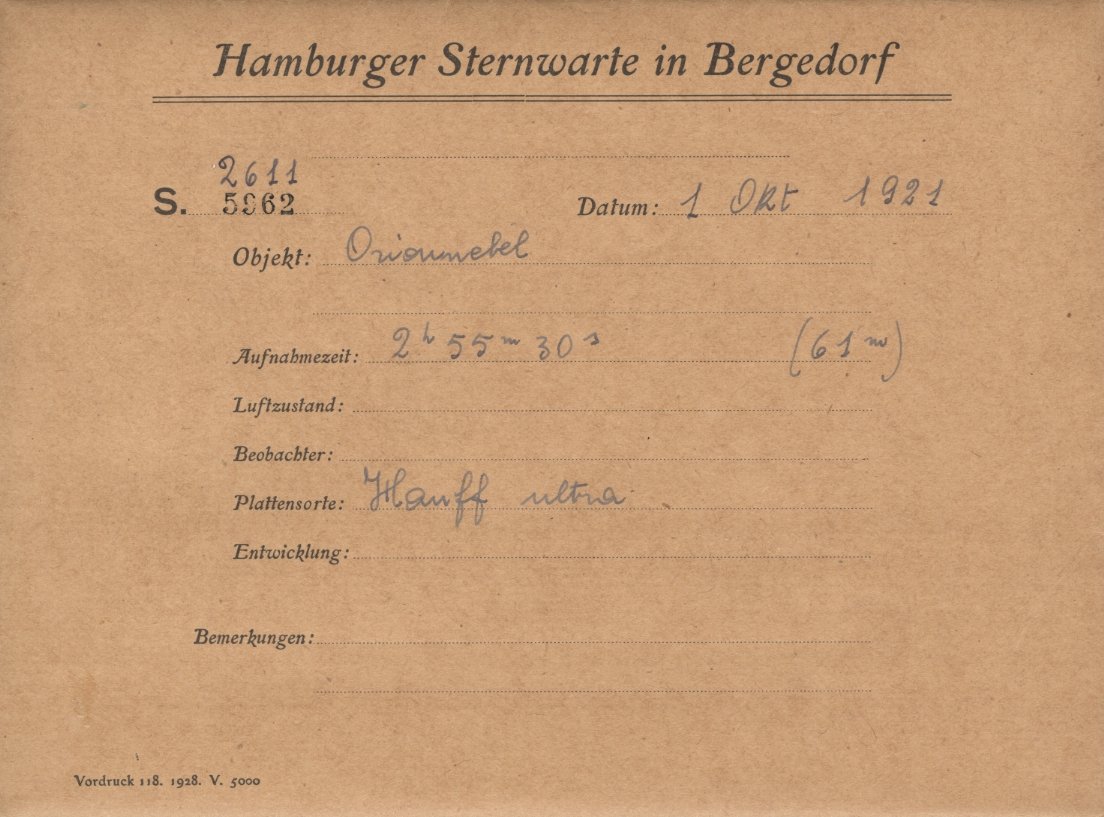 Hamburger Sternwarte in Bergedorf
2611
S. 5962
Datum: 1 Okt 1921
Objekt: Orionnebel
Aufnahmezeit: 2h 55m 30s (61m)
Luftzustand:
Beobachter:
Plattensorte: Hauff ultra
Entwicklung:
Bemerkungen:
Vordruck 118. 1928. V. 5000